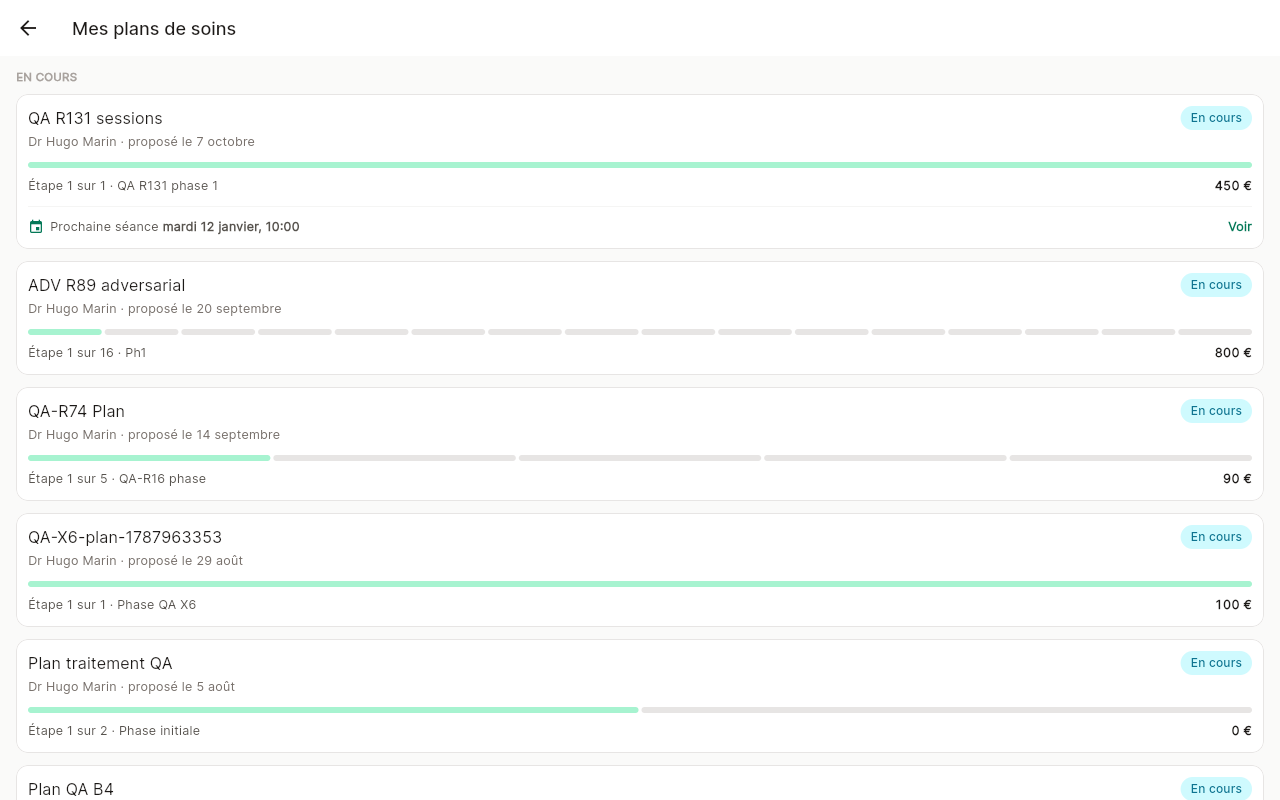 Mes plans de soins
EN COURS
QA R131 sessions
En cours
Dr Hugo Marin · proposé le 7 octobre
Étape 1 sur 1 · QA R131 phase 1
450 €
Prochaine séance mardi 12 janvier, 10:00
Voir
ADV R89 adversarial
En cours
Dr Hugo Marin · proposé le 20 septembre
Étape 1 sur 16 · Ph1
800 €
QA-R74 Plan
En cours
Dr Hugo Marin · proposé le 14 septembre
Étape 1 sur 5 · QA-R16 phase
90 €
QA-X6-plan-1787963353
En cours
Dr Hugo Marin · proposé le 29 août
Étape 1 sur 1 · Phase QA X6
100 €
Plan traitement QA
En cours
Dr Hugo Marin · proposé le 5 août
Étape 1 sur 2 · Phase initiale
0 €
Plan QA B4
En cours